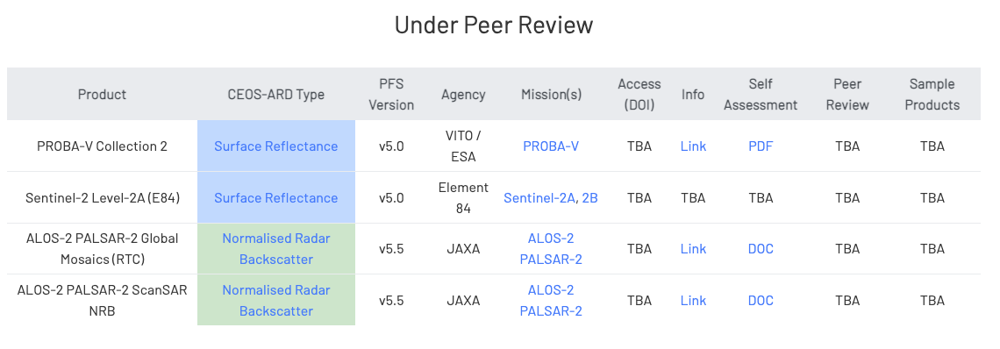 Under Peer Review
Product CEOS-ARD Type PFS Version Agency Mission(s) Access (DOI) Info Self Assessment Peer Review Sample Products
PROBA-V Collection 2 Surface Reflectance v5.0 VITO / ESA PROBA-V TBA Link PDF TBA TBA
Sentinel-2 Level-2A (E84) Surface Reflectance v5.0 Element 84 Sentinel-2A, 2B TBA TBA TBA TBA TBA
ALOS-2 PALSAR-2 Global Mosaics (RTC) Normalised Radar Backscatter v5.5 JAXA ALOS-2 PALSAR-2 TBA Link DOC TBA TBA
ALOS-2 PALSAR-2 ScanSAR NRB Normalised Radar Backscatter v5.5 JAXA ALOS-2 PALSAR-2 TBA Link DOC TBA TBA